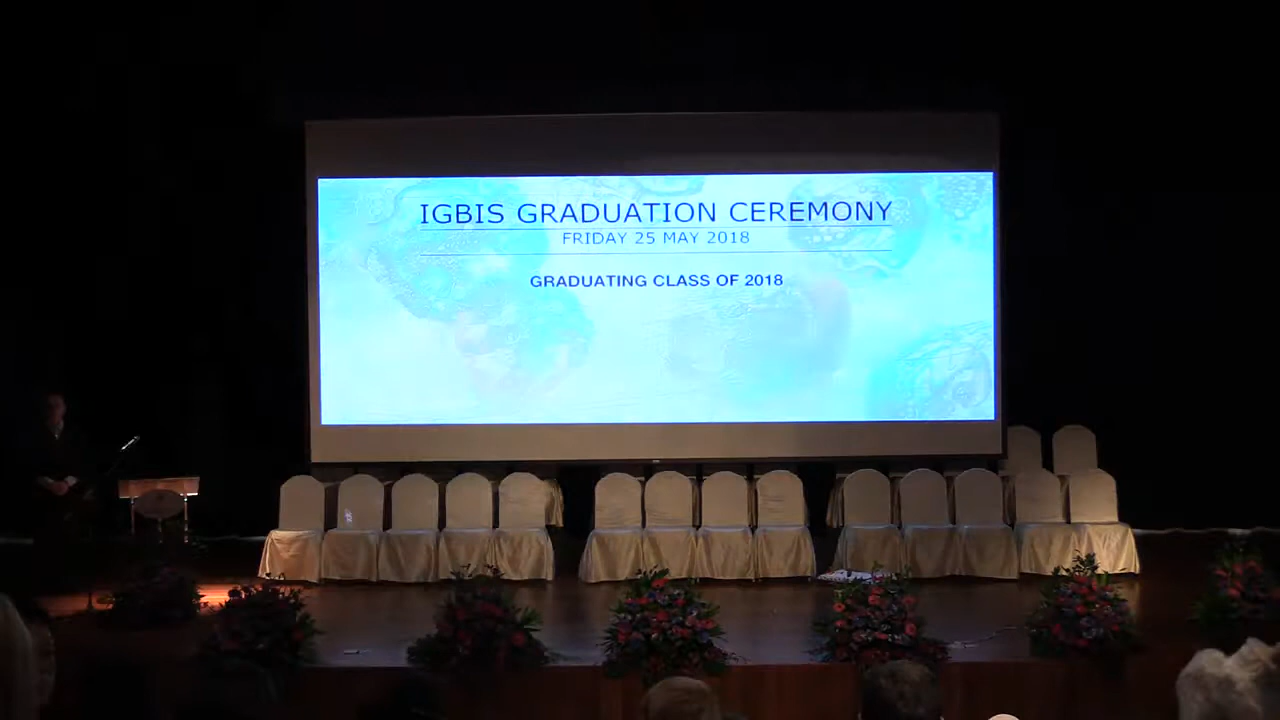 IGBIS GRADUATION CEREMONY
FRIDAY 25 MAY 2018
GRADUATING CLASS OF 2018